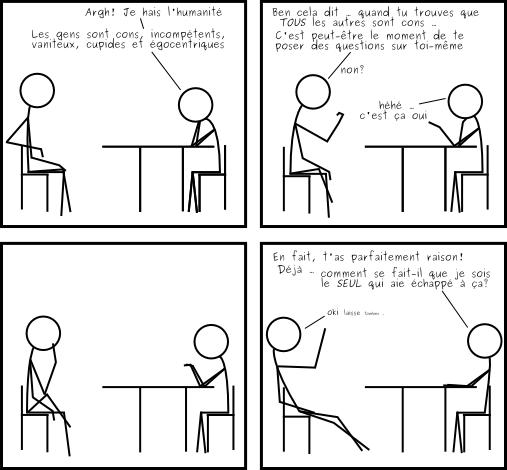 Argh! Je hais l'humanité
Les gens sont cons, incompétents,
vaniteux, cupides et égocentriques
Ben cela dit … quand tu trouves que
TOUS les autres sont cons …
C'est peut-être le moment de te
poser des questions sur toi-même
non?
héhé …
c'est ça oui
En fait, t'as parfaitement raison!
Déjà … comment se fait-il que je sois
le SEUL qui aie échappé à ça?
oki laisse tomber .